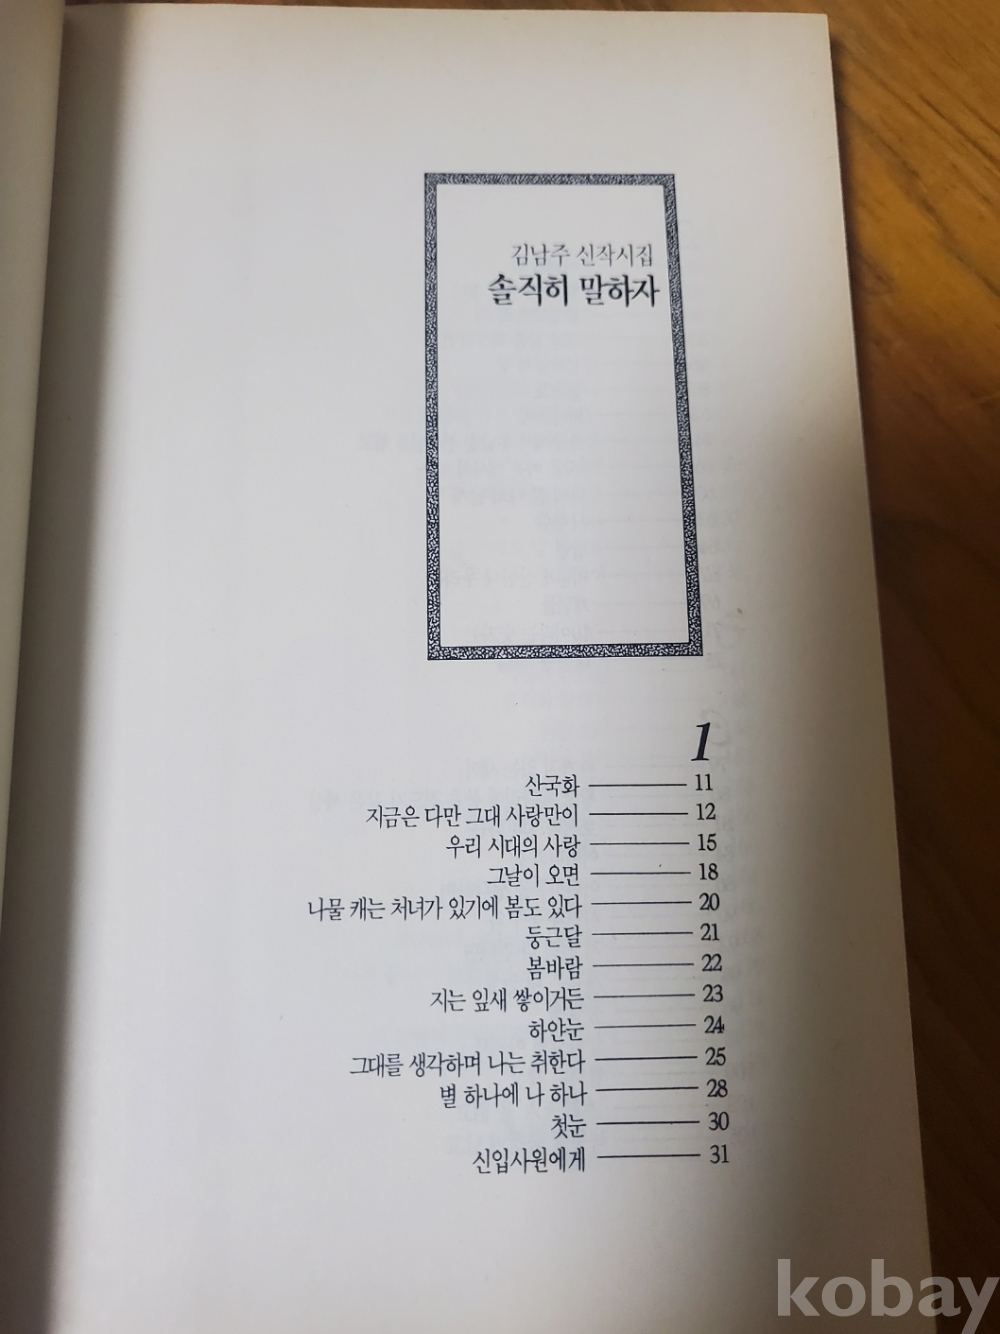 김남주 신작시집
솔직히 말하자
1
산국화 11
지금은 다만 그대 사랑만이 12
우리 시대의 사랑 15
그날이 오면 18
나물 캐는 처녀가 있기에 봄도 있다 20
둥근달 21
봄바람 22
지는 잎새 쌓이거든 23
하얀눈 24
그대를 생각하며 나는 취한다 25
별 하나에 나 하나 28
첫눈 30
신입사원에게 31
kobay